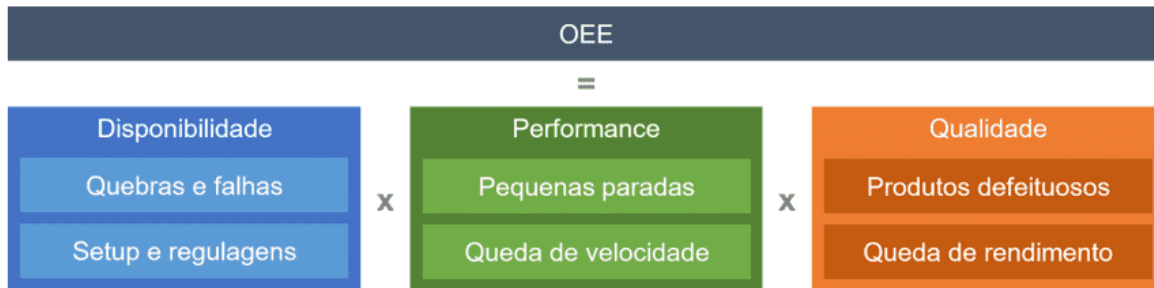 OEE
=
Disponibilidade
Quebras e falhas
Setup e regulagens
x
Performance
Pequenas paradas
Queda de velocidade
x
Qualidade
Produtos defeituosos
Queda de rendimento